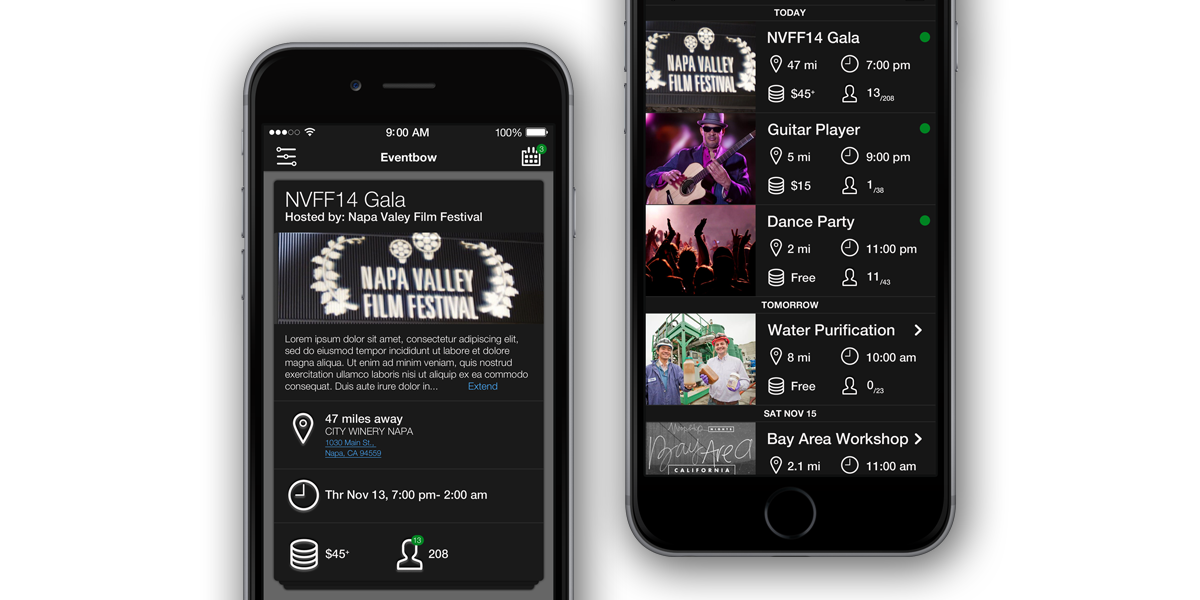 9:00 AM
100%
Eventbow
3
NVFF14 Gala
Hosted by: Napa Valey Film Festival
NAPA VALLEY
FILM FESTIVAL
Lorem ipsum dolor sit amet, consectetur adipiscing elit,
sed do eiusmod tempor incididunt ut labore et dolore
magna aliqua. Ut enim ad minim veniam, quis nostrud
exercitation ullamco laboris nisi ut aliquip ex ea commodo
consequat. Duis aute irure dolor in... Extend
47 miles away
CITY WINERY NAPA
1030 Main St.,
Napa, CA 94559
Thr Nov 13, 7:00 pm- 2:00 am
$45+
13
208
TODAY
NAPA VALLEY
FILM FESTIVAL
NVFF14 Gala
47 mi 7:00 pm
$45+ 13/208
Guitar Player
5 mi 9:00 pm
$15 1/38
Dance Party
2 mi 11:00 pm
Free 11/43
TOMORROW
Water Purification
8 mi 10:00 am
Free 0/23
SAT NOV 15
Bay Area
CALIFORNIA
Bay Area Workshop
2.1 mi 11:00 am